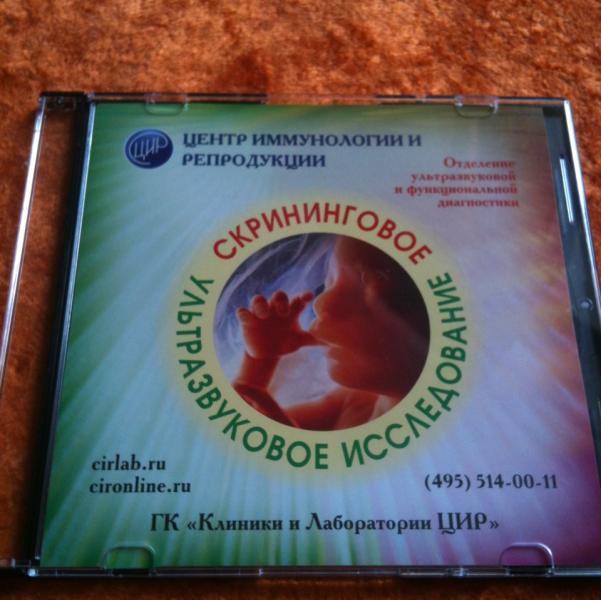 ЦИР
ЦЕНТР ИММУНОЛОГИИ И
РЕПРОДУКЦИИ
Отделение
ультразвуковой
и функциональной
диагностики
СКРИНИНГОВОЕ
УЛЬТРАЗВУКОВОЕ ИССЛЕДОВАНИЕ
cirlab.ru
cironline.ru
(495) 514-00-11
ГК «Клиники и Лаборатории ЦИР»